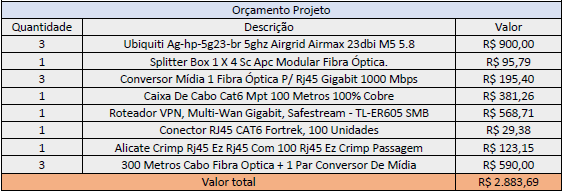 Orçamento Projeto
Quantidade Descrição Valor
3 Ubiquiti Ag-hp-5g23-br 5ghz Airgrid Airmax 23dbi M5 5.8 R$ 900,00
1 Splitter Box 1 X 4 Sc Apc Modular Fibra Óptica. R$ 95,79
3 Conversor Mídia 1 Fibra Óptica P/ Rj45 Gigabit 1000 Mbps R$ 195,40
1 Caixa De Cabo Cat6 Mpt 100 Metros 100% Cobre R$ 381,26
1 Roteador VPN, Multi-Wan Gigabit, Safestream - TL-ER605 SMB R$ 568,71
1 Conector RJ45 CAT6 Fortrek, 100 Unidades R$ 29,38
1 Alicate Crimp Rj45 Ez Rj45 Com 100 Rj45 Ez Crimp Passagem R$ 123,15
3 300 Metros Cabo Fibra Optica + 1 Par Conversor De Mídia R$ 590,00
Valor total R$ 2.883,69